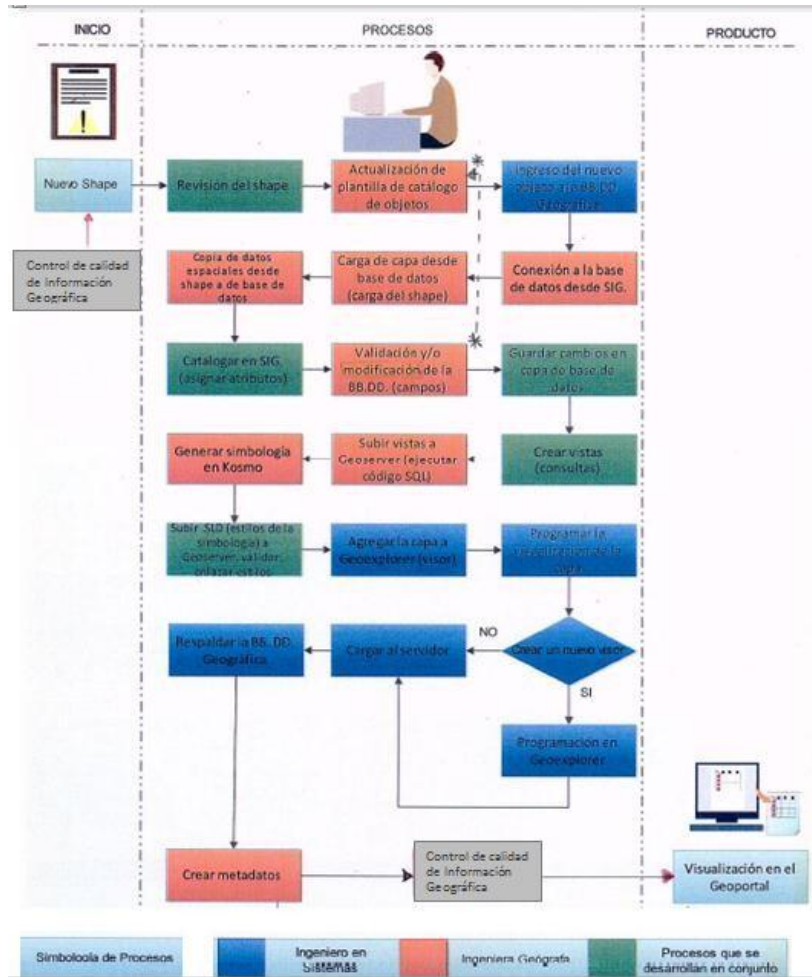 INICIO
PROCESOS
PRODUCTO
Nuevo Shape
Revisión del shape
Actualización de
plantilla de catálogo
de objetos
Ingreso del nuevo
objeto a la BB.DD.
Geográfica
Control de calidad
de Información
Geográfica
Copia de datos
espaciales desde
shape a de base de
datos
Carga de capa desde
base de datos
(carga del shape)
Conexión a la base
de datos desde SIG.
Catalogar en SIG.
(asignar atributos)
Validación y/o
modificación de la
BB.DD. (campos)
Guardar cambios en
capa de base de
datos
Generar simbología
en Kosmo
Subir vistas a
Geoserver (ejecutar
código SQL)
Crear vistas
(consultas)
Subir .SLD (estilos de la
simbología) a
Geoserver, validar,
enlazar estilos
Agregar la capa a
Geoexplorer (visor)
Programar la
visualización de la
capa
Respaldar la BB. DD.
Geográfica
Cargar al servidor
NO
Crear un nuevo visor
SI
Programación en
Geoexplorer
Crear metadatos
Control de calidad
de Información
Geográfica
Visualización en el
Geoportal
Simbología de Procesos
Ingeniero en
Sistemas
Ingeniera Geógrafa
Procesos que se
desarrollan en conjunto